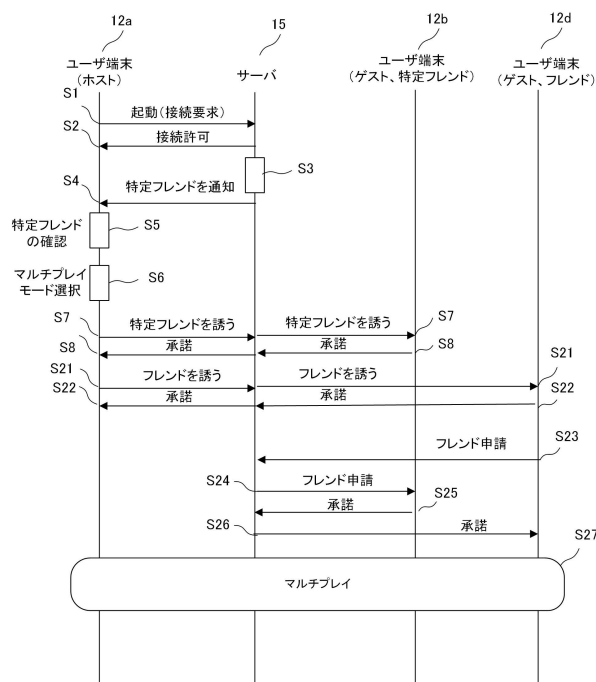 12a
15
12b
12d
ユーザ端末
(ホスト)
サーバ
ユーザ端末
(ゲスト、特定フレンド)
ユーザ端末
(ゲスト、フレンド)
S1
起動(接続要求)
S2
接続許可
S3
S4
特定フレンドを通知
特定フレンド
の確認
S5
マルチプレイ
モード選択
S6
S7
特定フレンドを誘う
特定フレンドを誘う
S7
S8
承諾
承諾
S8
S21
フレンドを誘う
フレンドを誘う
S21
S22
承諾
承諾
S22
フレンド申請
S23
S24
フレンド申請
承諾
S25
S26
承諾
S27
マルチプレイ